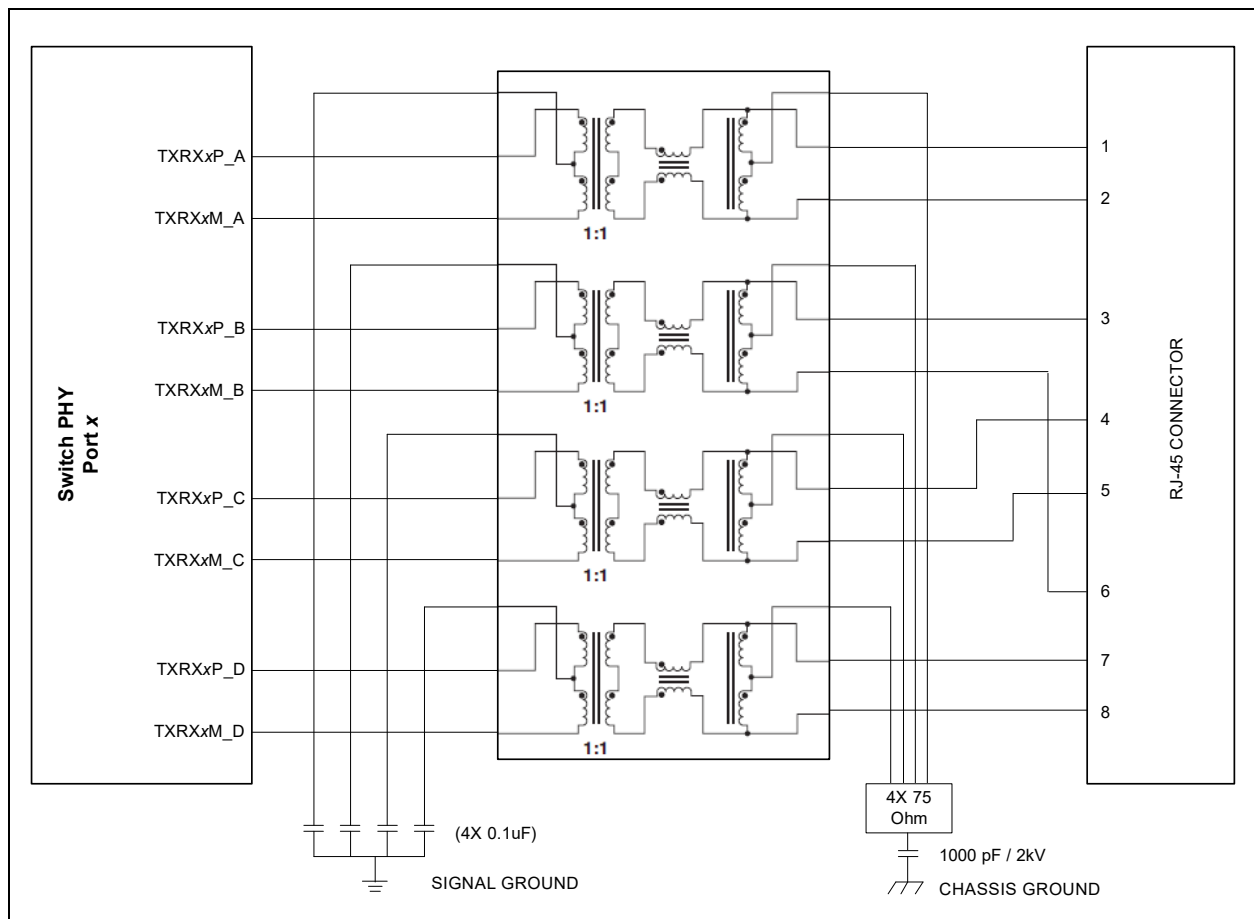 Switch PHY
Port x
TXRXxP_A
TXRXxM_A
TXRXxP_B
TXRXxM_B
TXRXxP_C
TXRXxM_C
TXRXxP_D
TXRXxM_D
1:1
1:1
1:1
1:1
1
2
3
4
5
6
7
8
RJ-45 CONNECTOR
(4X 0.1uF)
SIGNAL GROUND
4X 75
Ohm
1000 pF / 2kV
CHASSIS GROUND